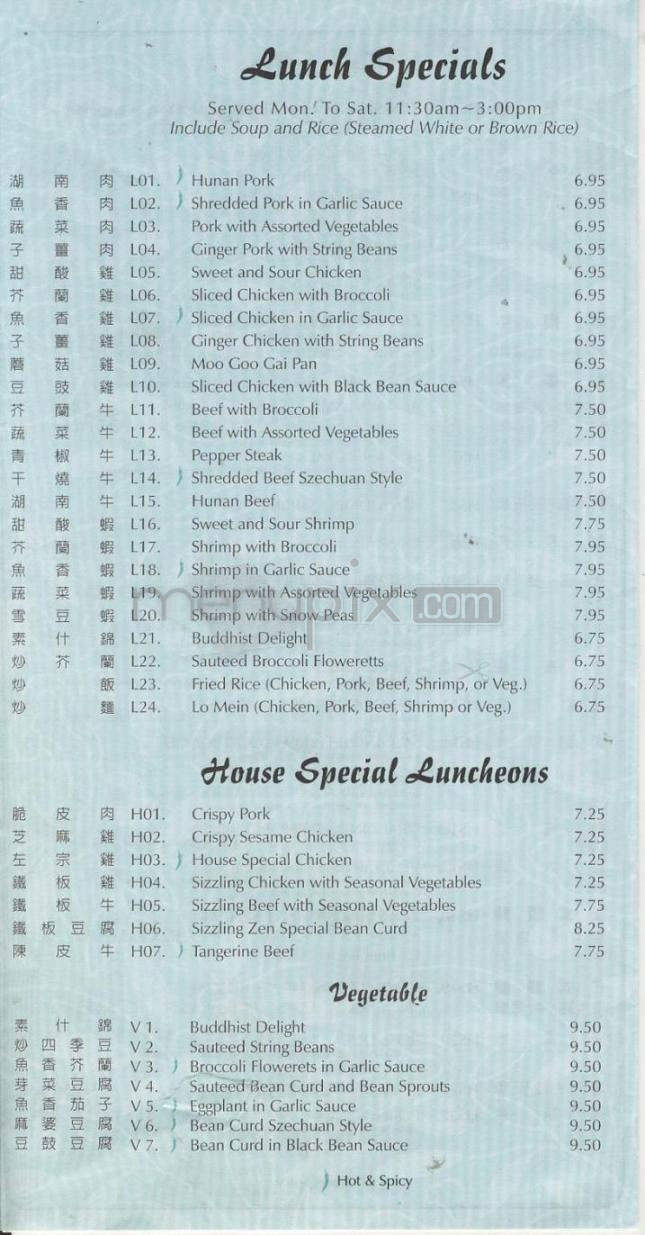 Lunch Specials
Served Mon. To Sat. 11:30am~3:00pm
Include Soup and Rice (Steamed White or Brown Rice)
湖南肉 L01. Hunan Pork 6.95
魚香肉 L02. Shredded Pork in Garlic Sauce 6.95
蔬菜肉 L03. Pork with Assorted Vegetables 6.95
子薑肉 L04. Ginger Pork with String Beans 6.95
甜酸雞 L05. Sweet and Sour Chicken 6.95
芥蘭雞 L06. Sliced Chicken with Broccoli 6.95
魚香雞 L07. Sliced Chicken in Garlic Sauce 6.95
子薑雞 L08. Ginger Chicken with String Beans 6.95
蘑菇雞 L09. Moo Goo Gai Pan 6.95
豆豉雞 L10. Sliced Chicken with Black Bean Sauce 6.95
芥蘭牛 L11. Beef with Broccoli 7.50
蔬菜牛 L12. Beef with Assorted Vegetables 7.50
青椒牛 L13. Pepper Steak 7.50
干燒牛 L14. Shredded Beef Szechuan Style 7.50
湖南牛 L15. Hunan Beef 7.50
甜酸蝦 L16. Sweet and Sour Shrimp 7.75
芥蘭蝦 L17. Shrimp with Broccoli 7.95
魚香蝦 L18. Shrimp in Garlic Sauce 7.95
蔬菜蝦 L19. Shrimp with Assorted Vegetables 7.95
雪豆蝦 L20. Shrimp with Snow Peas 7.95
menupix.com
素什錦 L21. Buddhist Delight 6.75
炒芥蘭 L22. Sauteed Broccoli Floweretts 6.75
炒飯 L23. Fried Rice (Chicken, Pork, Beef, Shrimp, or Veg.) 6.75
炒麵 L24. Lo Mein (Chicken, Pork, Beef, Shrimp or Veg.) 6.75
House Special Luncheons
脆皮肉 H01. Crispy Pork 7.25
芝麻雞 H02. Crispy Sesame Chicken 7.25
左宗雞 H03. House Special Chicken 7.25
鐵板雞 H04. Sizzling Chicken with Seasonal Vegetables 7.25
鐵板牛 H05. Sizzling Beef with Seasonal Vegetables 7.75
鐵板豆腐 H06. Sizzling Zen Special Bean Curd 8.25
陳皮牛 H07. Tangerine Beef 7.75
Vegetable
素什錦 V 1. Buddhist Delight 9.50
炒四季豆 V 2. Sauteed String Beans 9.50
魚香芥蘭 V 3. Broccoli Flowerets in Garlic Sauce 9.50
芽菜豆腐 V 4. Sauteed Bean Curd and Bean Sprouts 9.50
魚香茄子 V 5. Eggplant in Garlic Sauce 9.50
麻婆豆腐 V 6. Bean Curd Szechuan Style 9.50
豆鼓豆腐 V 7. Bean Curd in Black Bean Sauce 9.50
Hot & Spicy